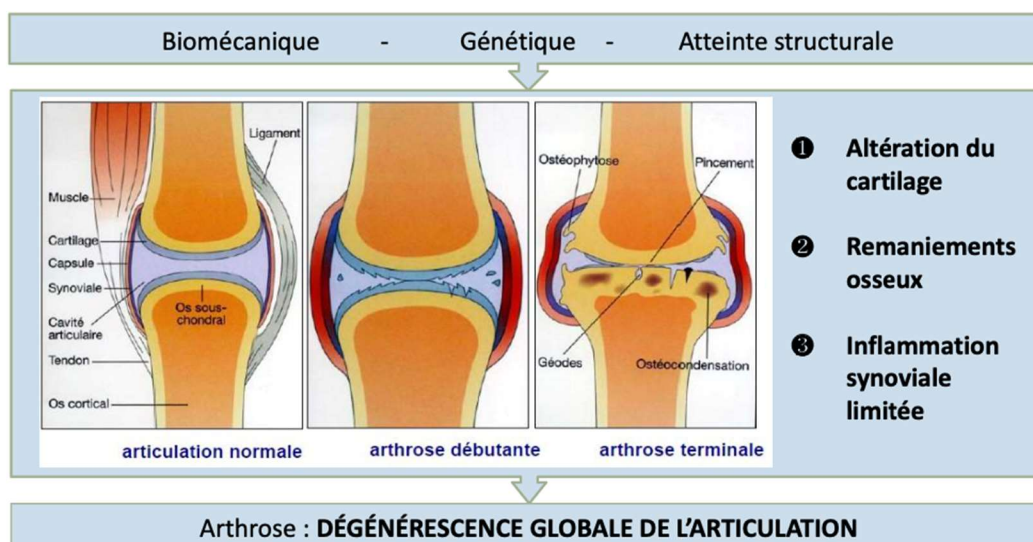 Biomécanique - Génétique - Atteinte structurale
Muscle
Ligament
Cartilage
Capsule
Synoviale
Cavité
articulaire
Os sous-
chondral
Tendon
Os cortical
articulation normale
arthrose débutante
Ostéophytose
Pincement
Géodes
Ostéocondensation
arthrose terminale
❶ Altération du
cartilage
❷ Remaniements
osseux
❸ Inflammation
synoviale
limitée
Arthrose : DÉGÉNÉRESCENCE GLOBALE DE L’ARTICULATION